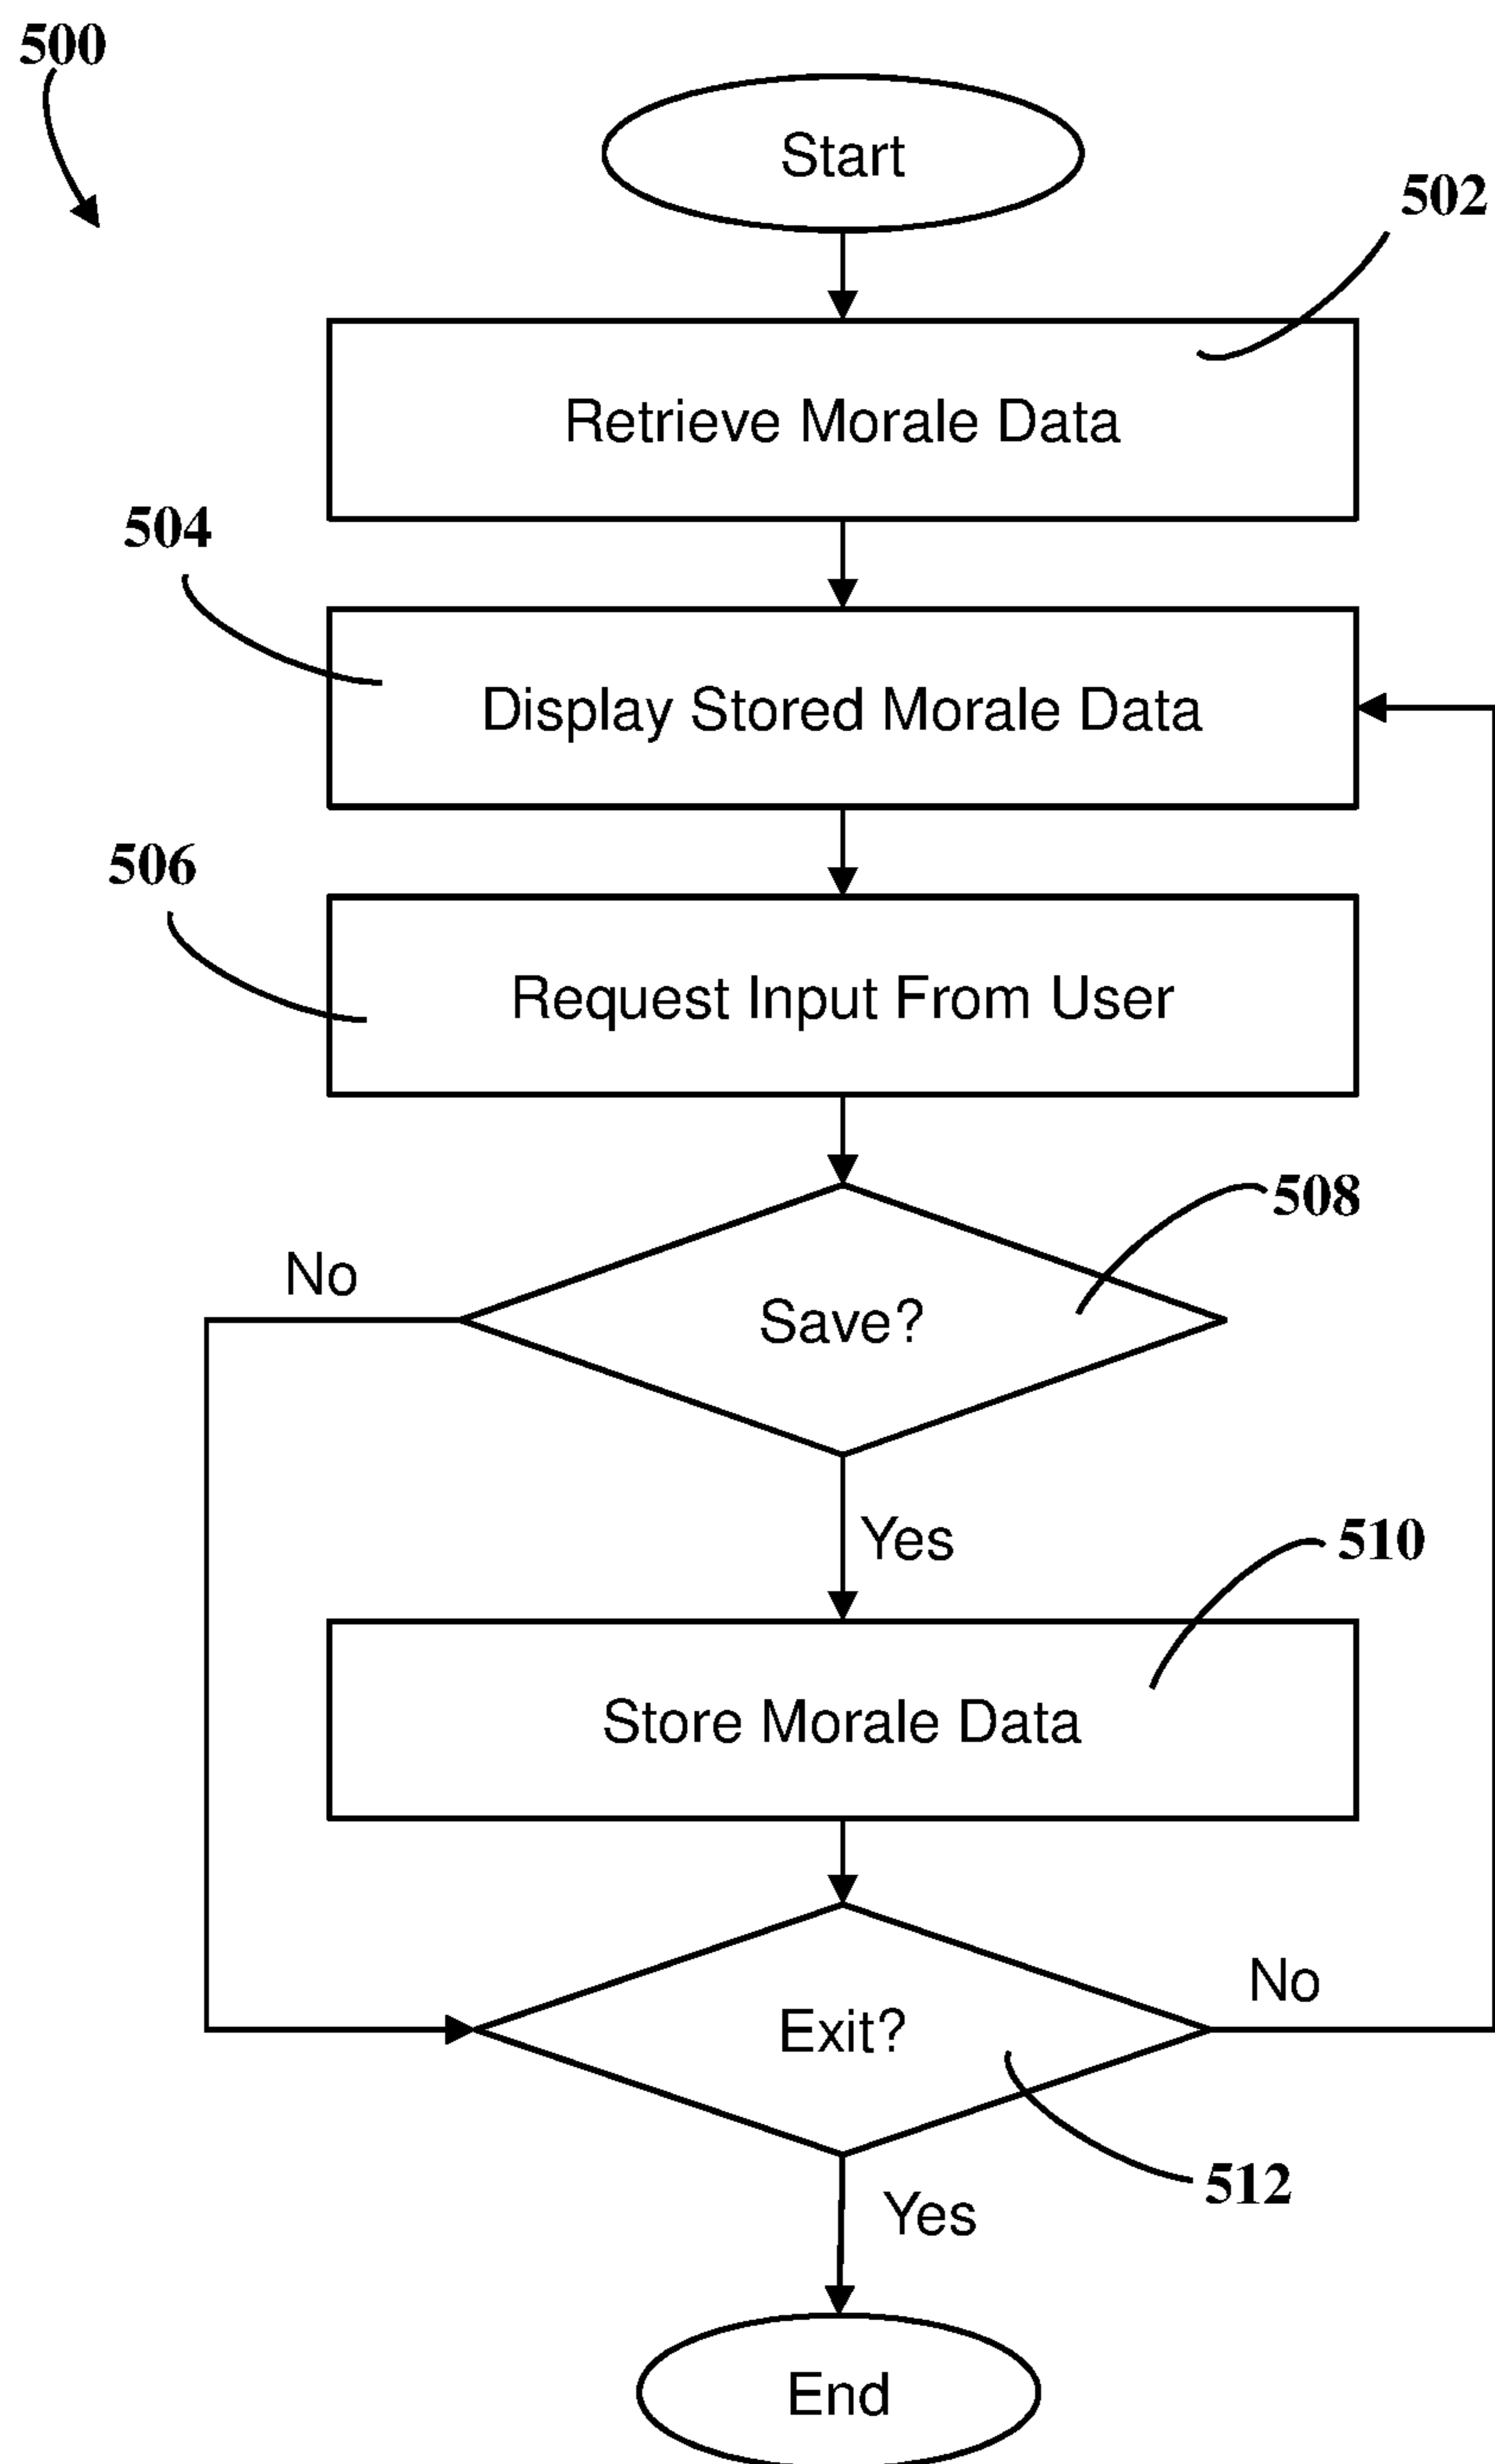 500
Start
502
Retrieve Morale Data
504
Display Stored Morale Data
506
Request Input From User
508
No
Save?
Yes
510
Store Morale Data
No
Exit?
512
Yes
End